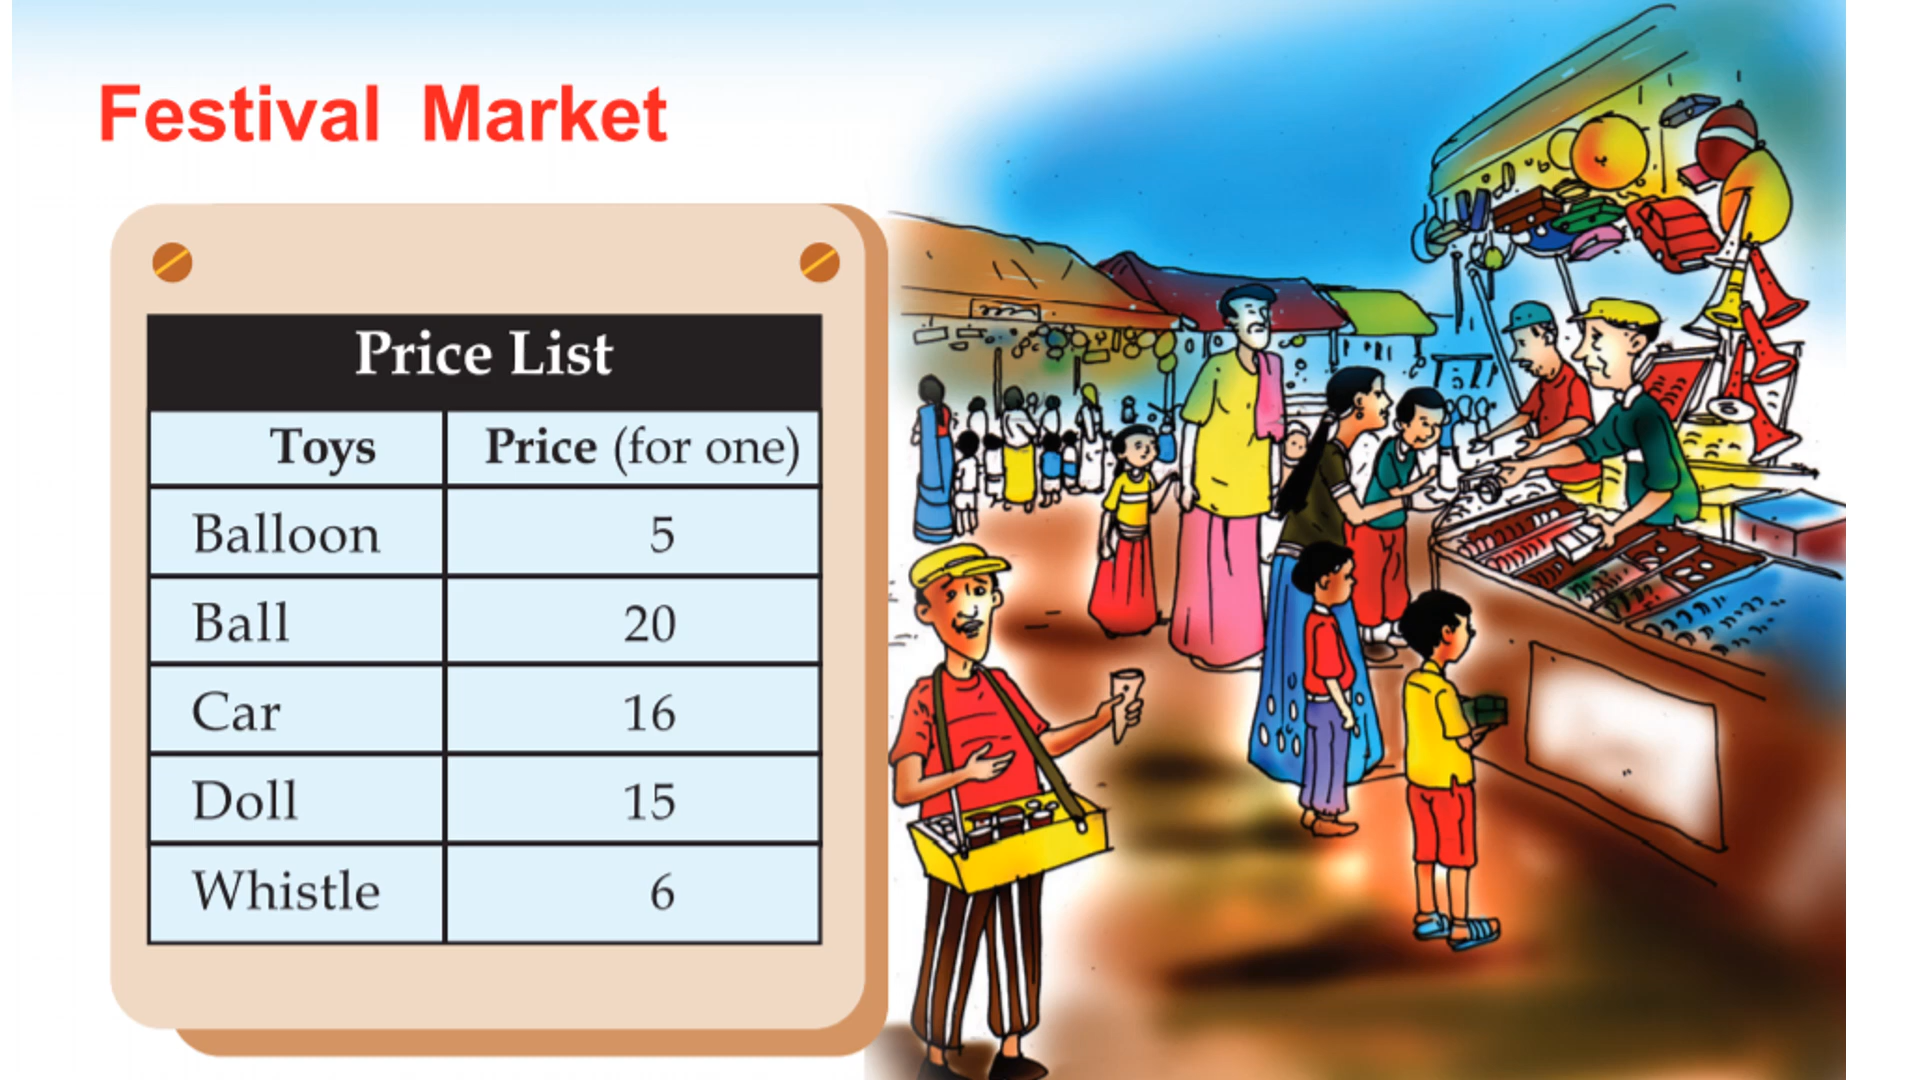 Festival Market
Price List
Toys Price (for one)
Balloon 5
Ball 20
Car 16
Doll 15
Whistle 6